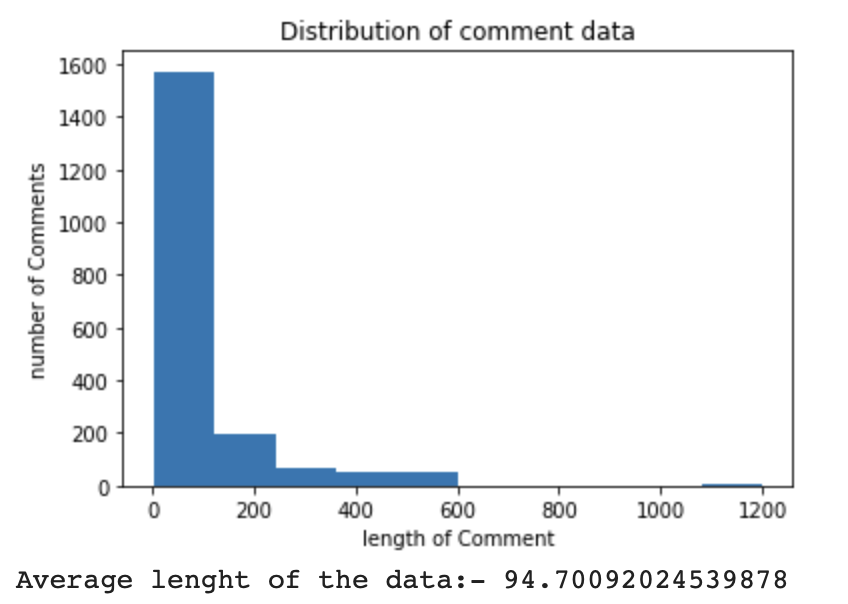 Distribution of comment data
1600
1400
1200
1000
800
600
400
200
0
number of Comments
0 200 400 600 800 1000 1200
length of Comment
Average lenght of the data:- 94.70092024539878